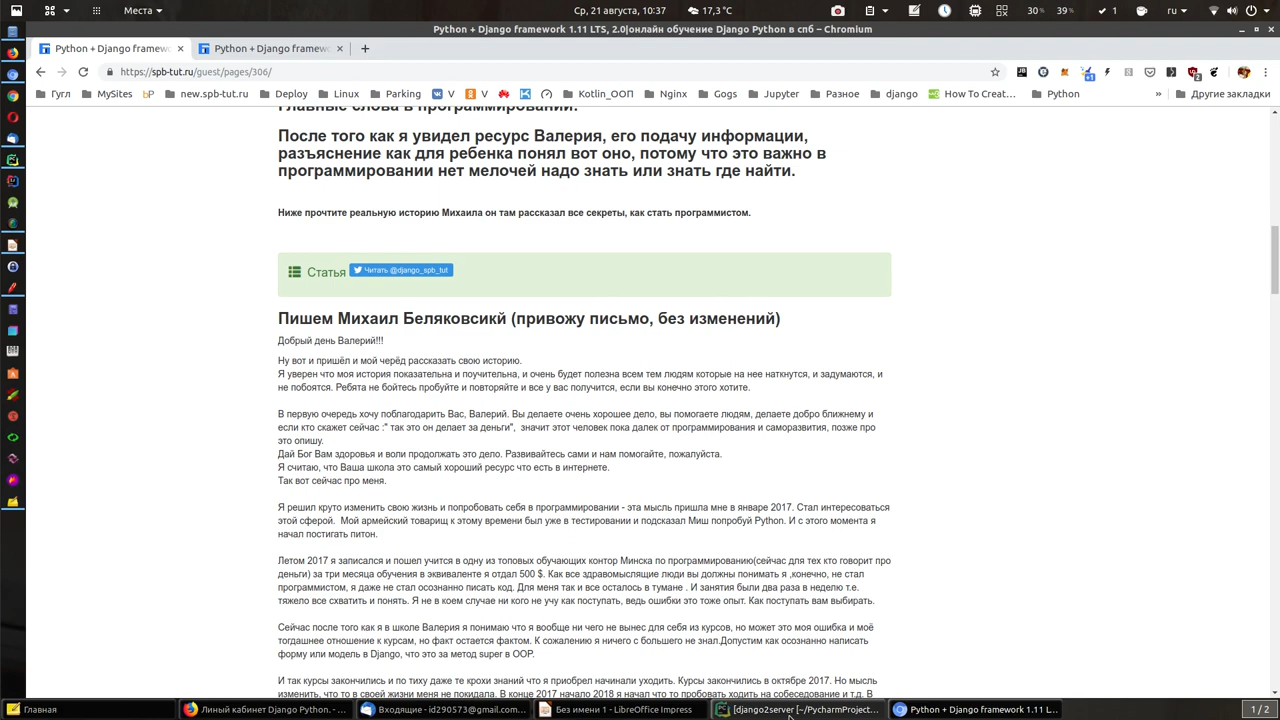 Места
Ср, 21 августа, 10:37
17,3 °C
30%
39%
1
ru
Python + Django framework 1.11 LTS, 2.0|онлайн обучение Django Python в спб – Chromium
Python + Django framewo
Python + Django framewo
https://spb-tut.ru/guest/pages/306/
Гугл
MySites
bP
new.spb-tut.ru
Deploy
Linux
Parking
V
V
Kotlin_ООП
Nginx
Gogs
Jupyter
Разное
django
How To Creat…
Python
»
Другие закладки
Главные слова в программировании.
После того как я увидел ресурс Валерия, его подачу информации,
разъяснение как для ребенка понял вот оно, потому что это важно в
программировании нет мелочей надо знать или знать где найти.
Ниже прочтите реальную историю Михаила он там рассказал все секреты, как стать программистом.
Статья
Читать @django_spb_tut
Пишем Михаил Беляковсикй (привожу письмо, без изменений)
Добрый день Валерий!!!
Ну вот и пришёл и мой черёд рассказать свою историю.
Я уверен что моя история показательна и поучительна, и очень будет полезна всем тем людям которые на нее наткнутся, и задумаются, и
не побоятся. Ребята не бойтесь пробуйте и повторяйте и все у вас получится, если вы конечно этого хотите.
В первую очередь хочу поблагодарить Вас, Валерий. Вы делаете очень хорошее дело, вы помогаете людям, делаете добро ближнему и
если кто скажет сейчас :" так это он делает за деньги", значит этот человек пока далек от программирования и саморазвития, позже про
это опишу.
Дай Бог Вам здоровья и воли продолжать это дело. Развивайтесь сами и нам помогайте, пожалуйста.
Я считаю, что Ваша школа это самый хороший ресурс что есть в интернете.
Так вот сейчас про меня.
Я решил круто изменить свою жизнь и попробовать себя в программировании - эта мысль пришла мне в январе 2017. Стал интересоваться
этой сферой. Мой армейский товарищ к этому времени был уже в тестировании и подсказал Миш попробуй Python. И с этого момента я
начал постигать питон.
Летом 2017 я записался и пошел учится в одну из топовых обучающих контор Минска по программированию(сейчас для тех кто говорит про
деньги) за три месяца обучения в эквиваленте я отдал 500 $. Как все здравомыслящие люди вы должны понимать я ,конечно, не стал
программистом, я даже не стал осознанно писать код. Для меня так и все осталось в тумане . И занятия были два раза в неделю т.е.
тяжело все схватить и понять. Я не в коем случае ни кого не учу как поступать, ведь ошибки это тоже опыт. Как поступать вам выбирать.
Сейчас после того как я в школе Валерия я понимаю что я вообще ни чего не вынес для себя из курсов, но может это моя ошибка и моё
тогдашнее отношение к курсам, но факт остается фактом. К сожалению я ничего с большего не знал.Допустим как осознанно написать
форму или модель в Django, что это за метод super в ООР.
И так курсы закончились и по тиху даже те крохи знаний что я приобрел начинали уходить. Курсы закончились в октябре 2017. Но мысль
изменить, что то в своей жизни меня не покидала. В конце 2017 начало 2018 я начал что то пробовать ходить на собеседование и т.д. В
Главная
Линый кабинет Django Python. -…
Входящие - id290573@gmail.com…
Без имени 1 - LibreOffice Impress
[django2server [~/PycharmProject…
Python + Django framework 1.11 L…
1 / 2